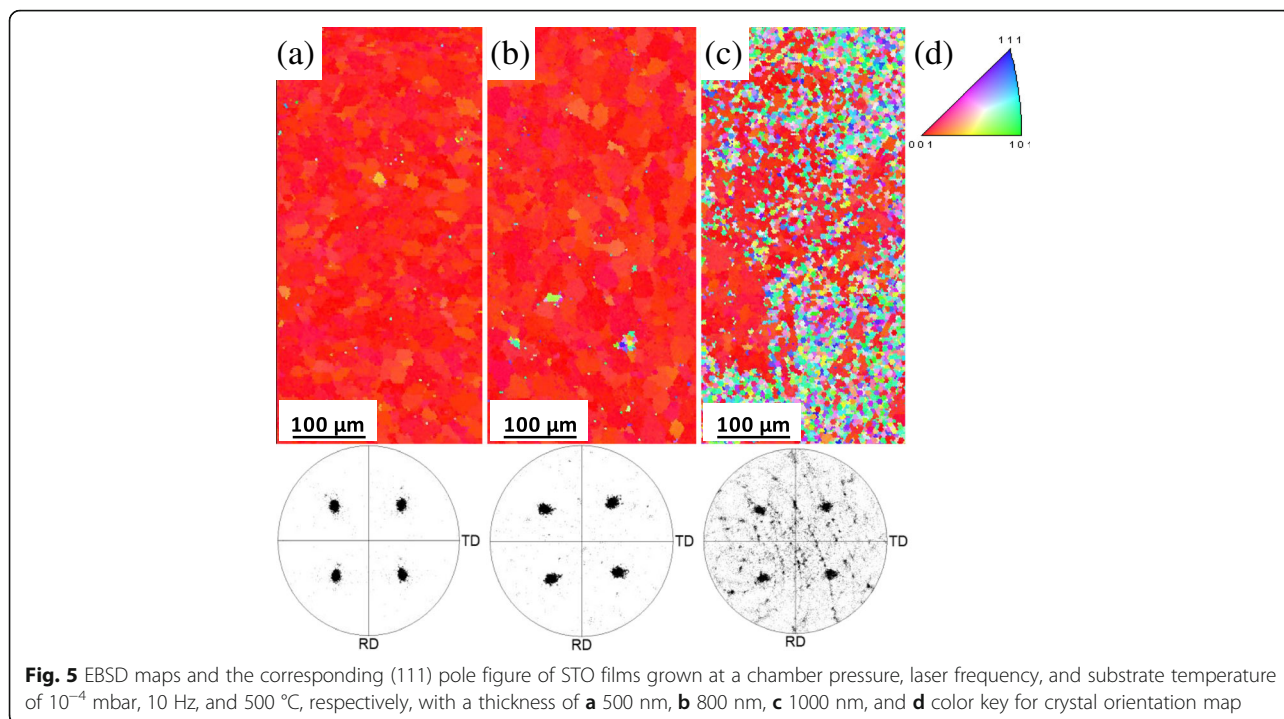 (a) (b) (c) (d)
111
001 101
100 µm 100 µm 100 µm
TD TD TD
RD RD RD
Fig. 5 EBSD maps and the corresponding (111) pole figure of STO films grown at a chamber pressure, laser frequency, and substrate temperature
of 10⁻⁴ mbar, 10 Hz, and 500 °C, respectively, with a thickness of a 500 nm, b 800 nm, c 1000 nm, and d color key for crystal orientation map